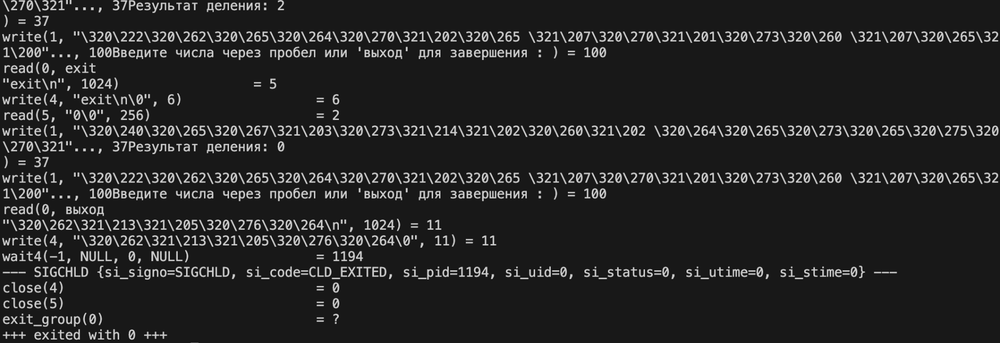 \270\321"..., 37Результат деления: 2
) = 37
write(1, "\320\222\320\262\320\265\320\264\320\270\321\202\320\265 \321\207\320\270\321\201\320\273\320\260 \321\207\320\265\32
1\200"..., 100Введите числа через пробел или 'выход' для завершения : ) = 100
read(0, exit
"exit\n", 1024)                 = 5
write(4, "exit\n\0", 6)                 = 6
read(5, "0\0", 256)                     = 2
write(1, "\320\240\320\265\320\267\321\203\320\273\321\214\321\202\320\260\321\202 \320\264\320\265\320\273\320\265\320\275\320
\270\321"..., 37Результат деления: 0
) = 37
write(1, "\320\222\320\262\320\265\320\264\320\270\321\202\320\265 \321\207\320\270\321\201\320\273\320\260 \321\207\320\265\32
1\200"..., 100Введите числа через пробел или 'выход' для завершения : ) = 100
read(0, выход
"\320\262\321\213\321\205\320\276\320\264\n", 1024) = 11
write(4, "\320\262\321\213\321\205\320\276\320\264\0", 11) = 11
wait4(-1, NULL, 0, NULL)                = 1194
--- SIGCHLD {si_signo=SIGCHLD, si_code=CLD_EXITED, si_pid=1194, si_uid=0, si_status=0, si_utime=0, si_stime=0} ---
close(4)                                = 0
close(5)                                = 0
exit_group(0)                           = ?
+++ exited with 0 +++